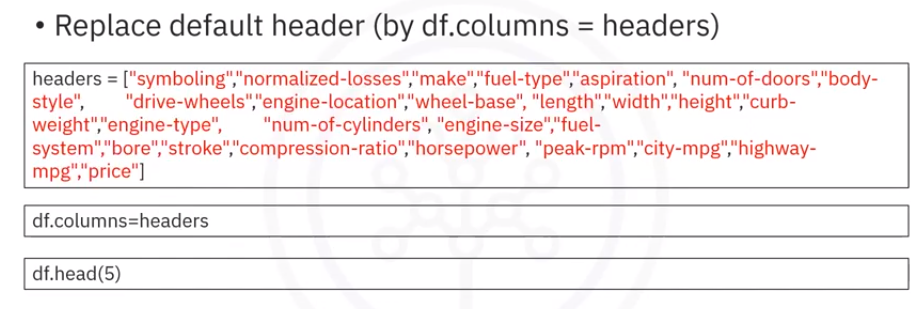 • Replace default header (by df.columns = headers)
headers = ["symboling","normalized-losses","make","fuel-type","aspiration", "num-of-doors","body-
style", "drive-wheels","engine-location","wheel-base", "length","width","height","curb-
weight","engine-type", "num-of-cylinders", "engine-size","fuel-
system","bore","stroke","compression-ratio","horsepower", "peak-rpm","city-mpg","highway-
mpg","price"]
df.columns=headers
df.head(5)